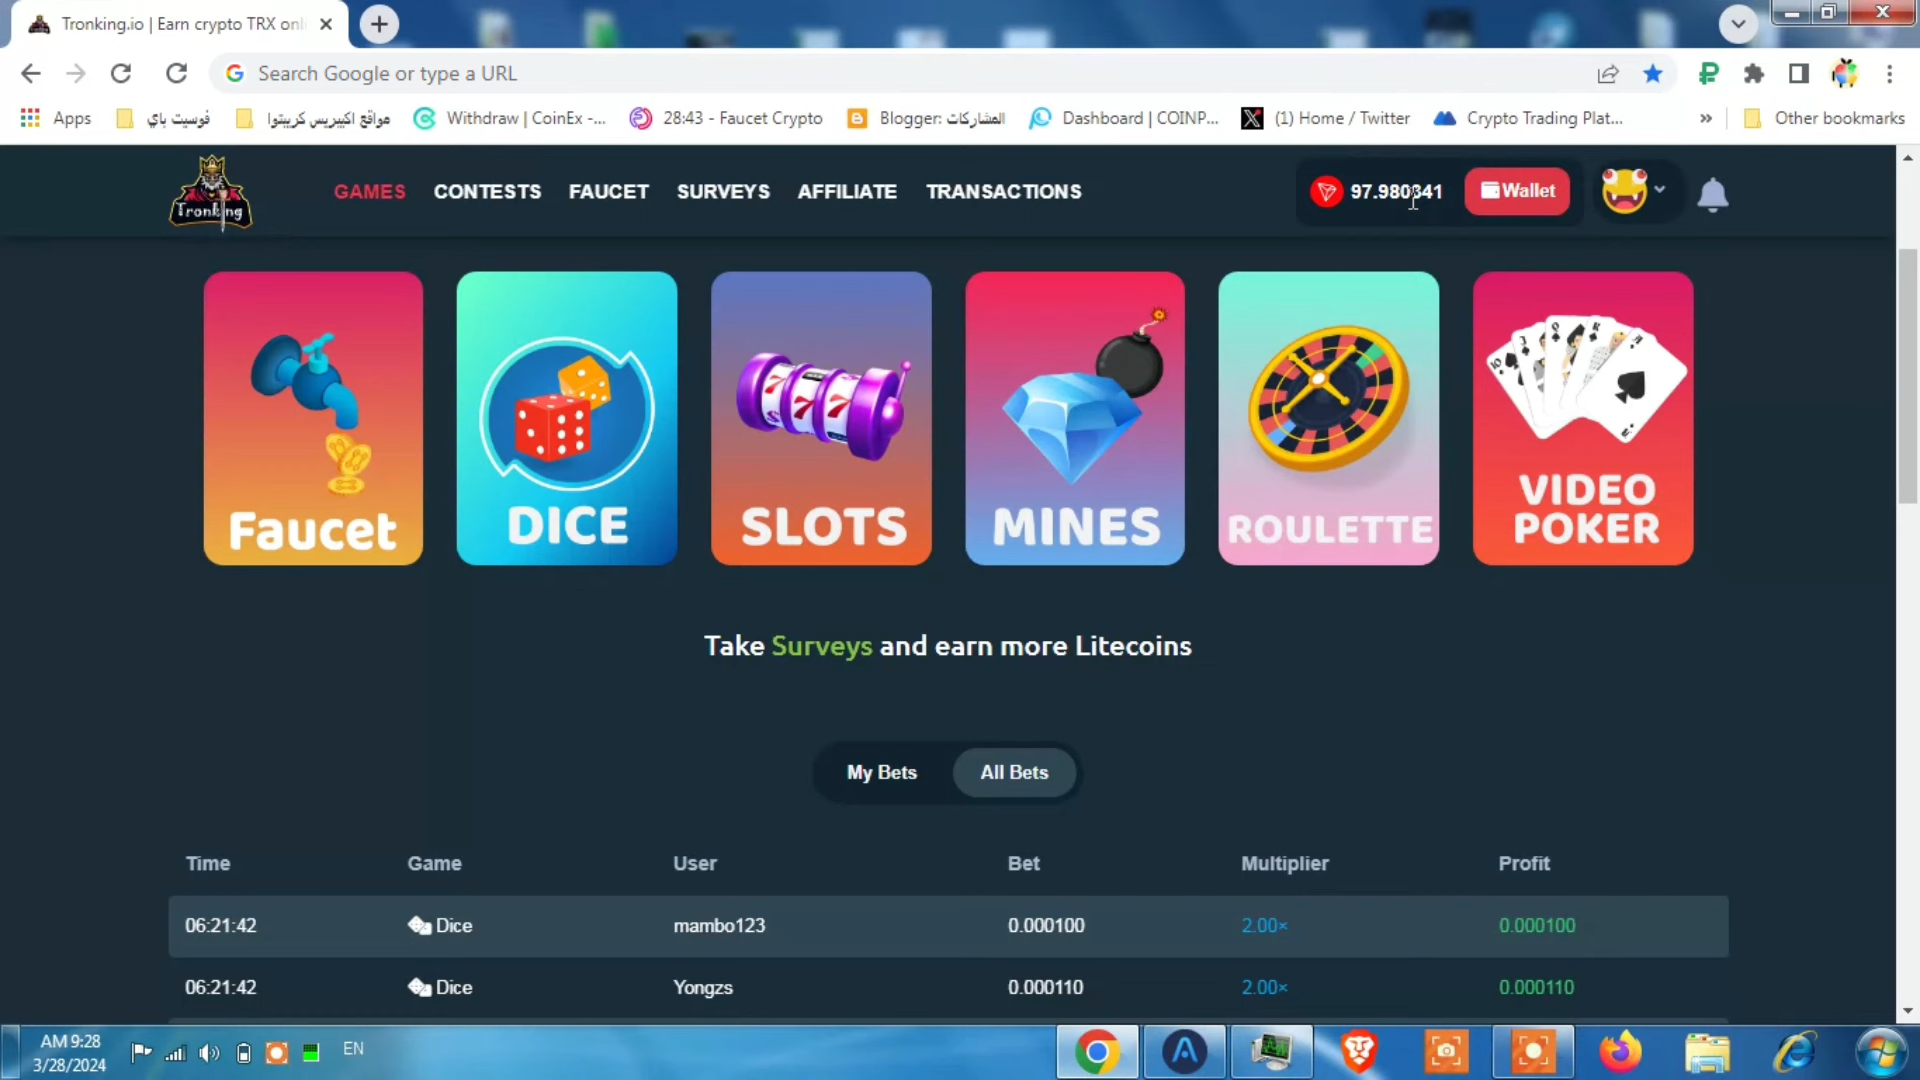 Tronking.io | Earn crypto TRX onl
Search Google or type a URL
Apps فوسيت باي مواقع اكبيريس كريبتوا Withdraw | CoinEx -... 28:43 - Faucet Crypto Blogger: المشاركات Dashboard | COINP... (1) Home / Twitter Crypto Trading Plat... » Other bookmarks
Tronking GAMES CONTESTS FAUCET SURVEYS AFFILIATE TRANSACTIONS 97.980341 Wallet
Faucet DICE SLOTS MINES ROULETTE VIDEO
POKER
Take Surveys and earn more Litecoins
My Bets All Bets
Time Game User Bet Multiplier Profit
06:21:42 Dice mambo123 0.000100 2.00× 0.000100
06:21:42 Dice Yongzs 0.000110 2.00× 0.000110
AM 9:28
3/28/2024
EN